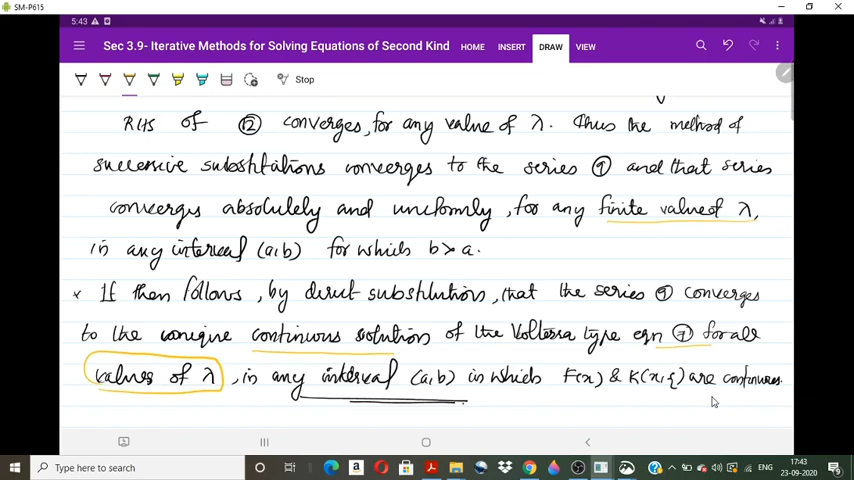 SM-P615
5:43
Sec 3.9- Iterative Methods for Solving Equations of Second Kind HOME INSERT DRAW VIEW
Stop
RHS of ⑫ converges, for any value of λ. Thus the method of
successive substitutions converges to the series ⑨ and that series
converges absolutely and uniformly, for any finite value of λ,
in any interval (a,b) for which b > a.
* It then follows, by direct substitution, that the series ⑨ converges
to the unique continuous solution of the Volterra type eqn ⑦ for all
values of λ, in any interval (a,b) in which F(x) & K(x,ξ) are continuous.
Type here to search
ENG
17:43
23-09-2020